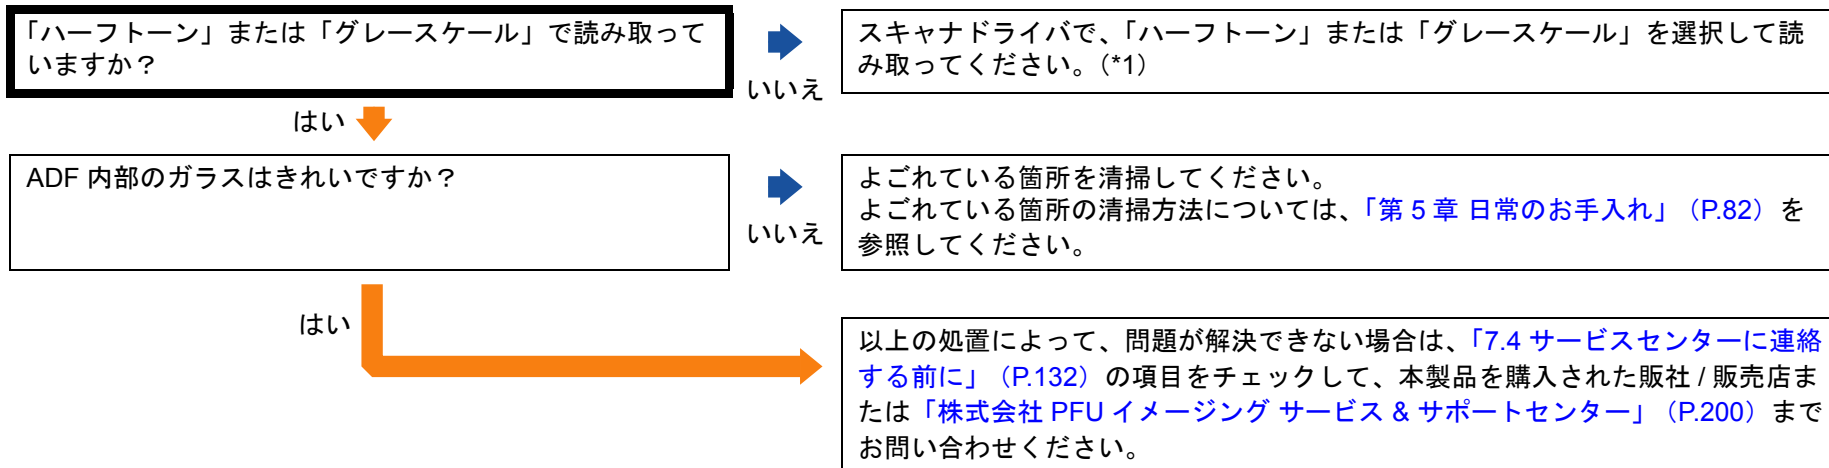 「ハーフトーン」または「グレースケール」で読み取って
いますか？
いいえ
スキャナドライバで、「ハーフトーン」または「グレースケール」を選択して読
み取ってください。（*1）
はい
ADF 内部のガラスはきれいですか？
いいえ
よごれている箇所を清掃してください。
よごれている箇所の清掃方法については、「第 5 章 日常のお手入れ」（P.82）を
参照してください。
はい
以上の処置によって、問題が解決できない場合は、「7.4 サービスセンターに連絡
する前に」（P.132）の項目をチェックして、本製品を購入された販社 / 販売店ま
たは「株式会社 PFU イメージング サービス & サポートセンター」（P.200）まで
お問い合わせください。